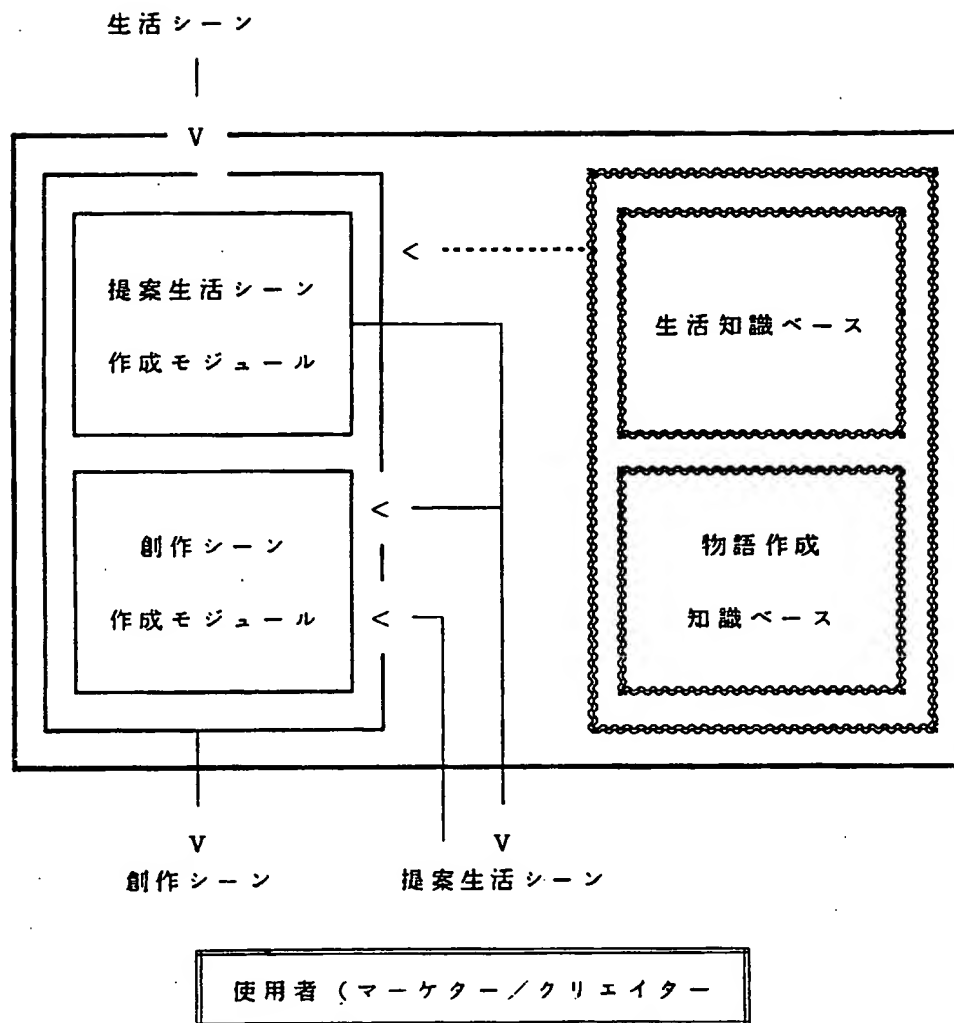 生活シーン
V
提案生活シーン
作成モジュール
<
生活知識ベース
創作シーン
作成モジュール
<
<
物語作成
知識ベース
V
創作シーン
V
提案生活シーン
使用者(マーケター/クリエイター